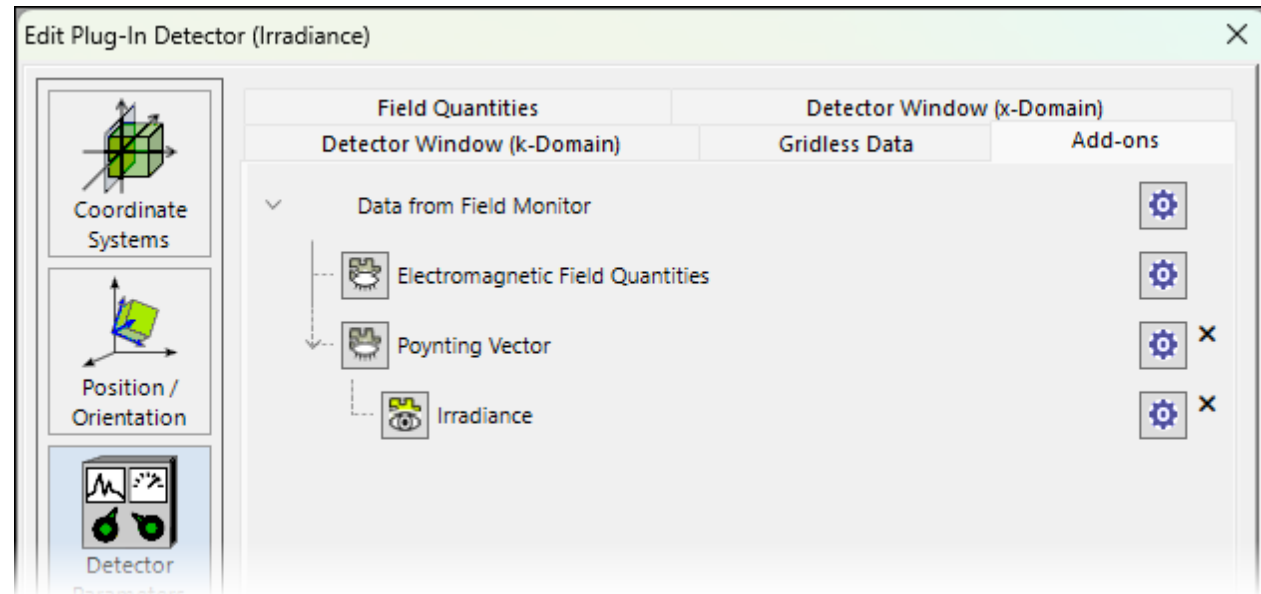 Edit Plug-In Detector (Irradiance)
Field Quantities
Detector Window (x-Domain)
Detector Window (k-Domain)
Gridless Data
Add-ons
Coordinate
Systems
Data from Field Monitor
Electromagnetic Field Quantities
Position /
Orientation
Poynting Vector
Irradiance
Detector